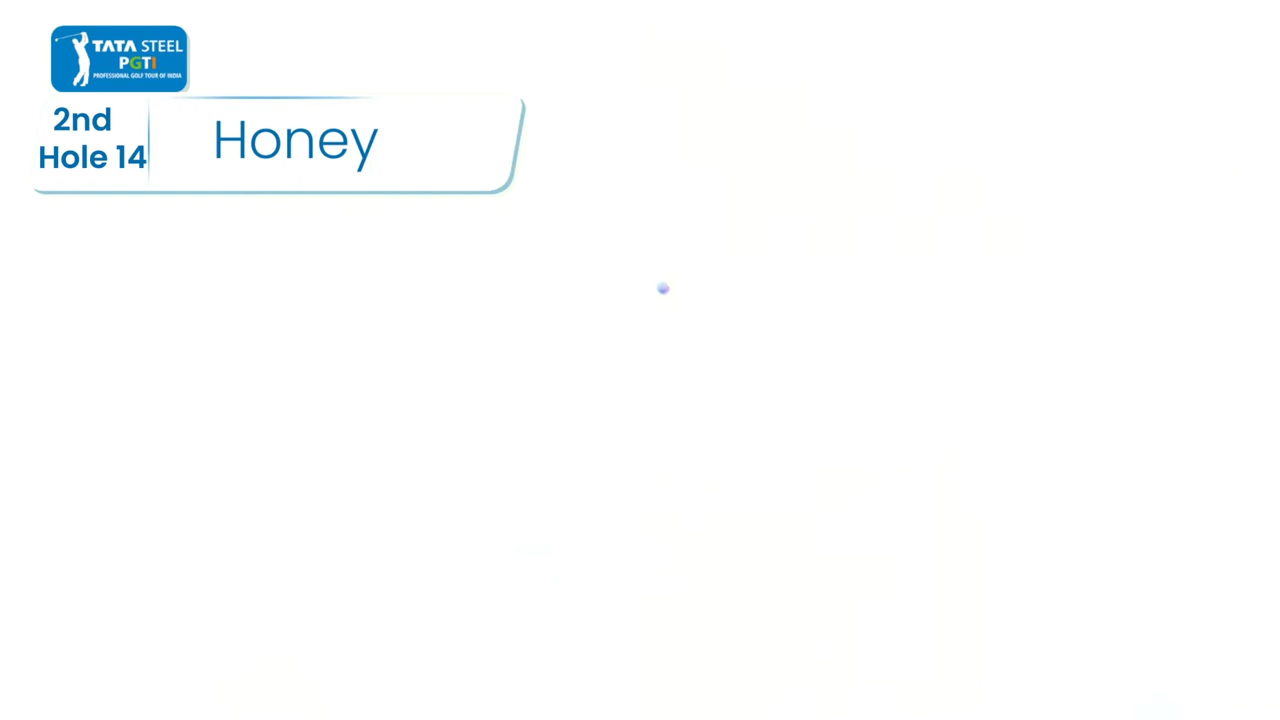 TATA STEEL
PGTI
PROFESSIONAL GOLF TOUR OF INDIA
2nd
Hole 14
Honey